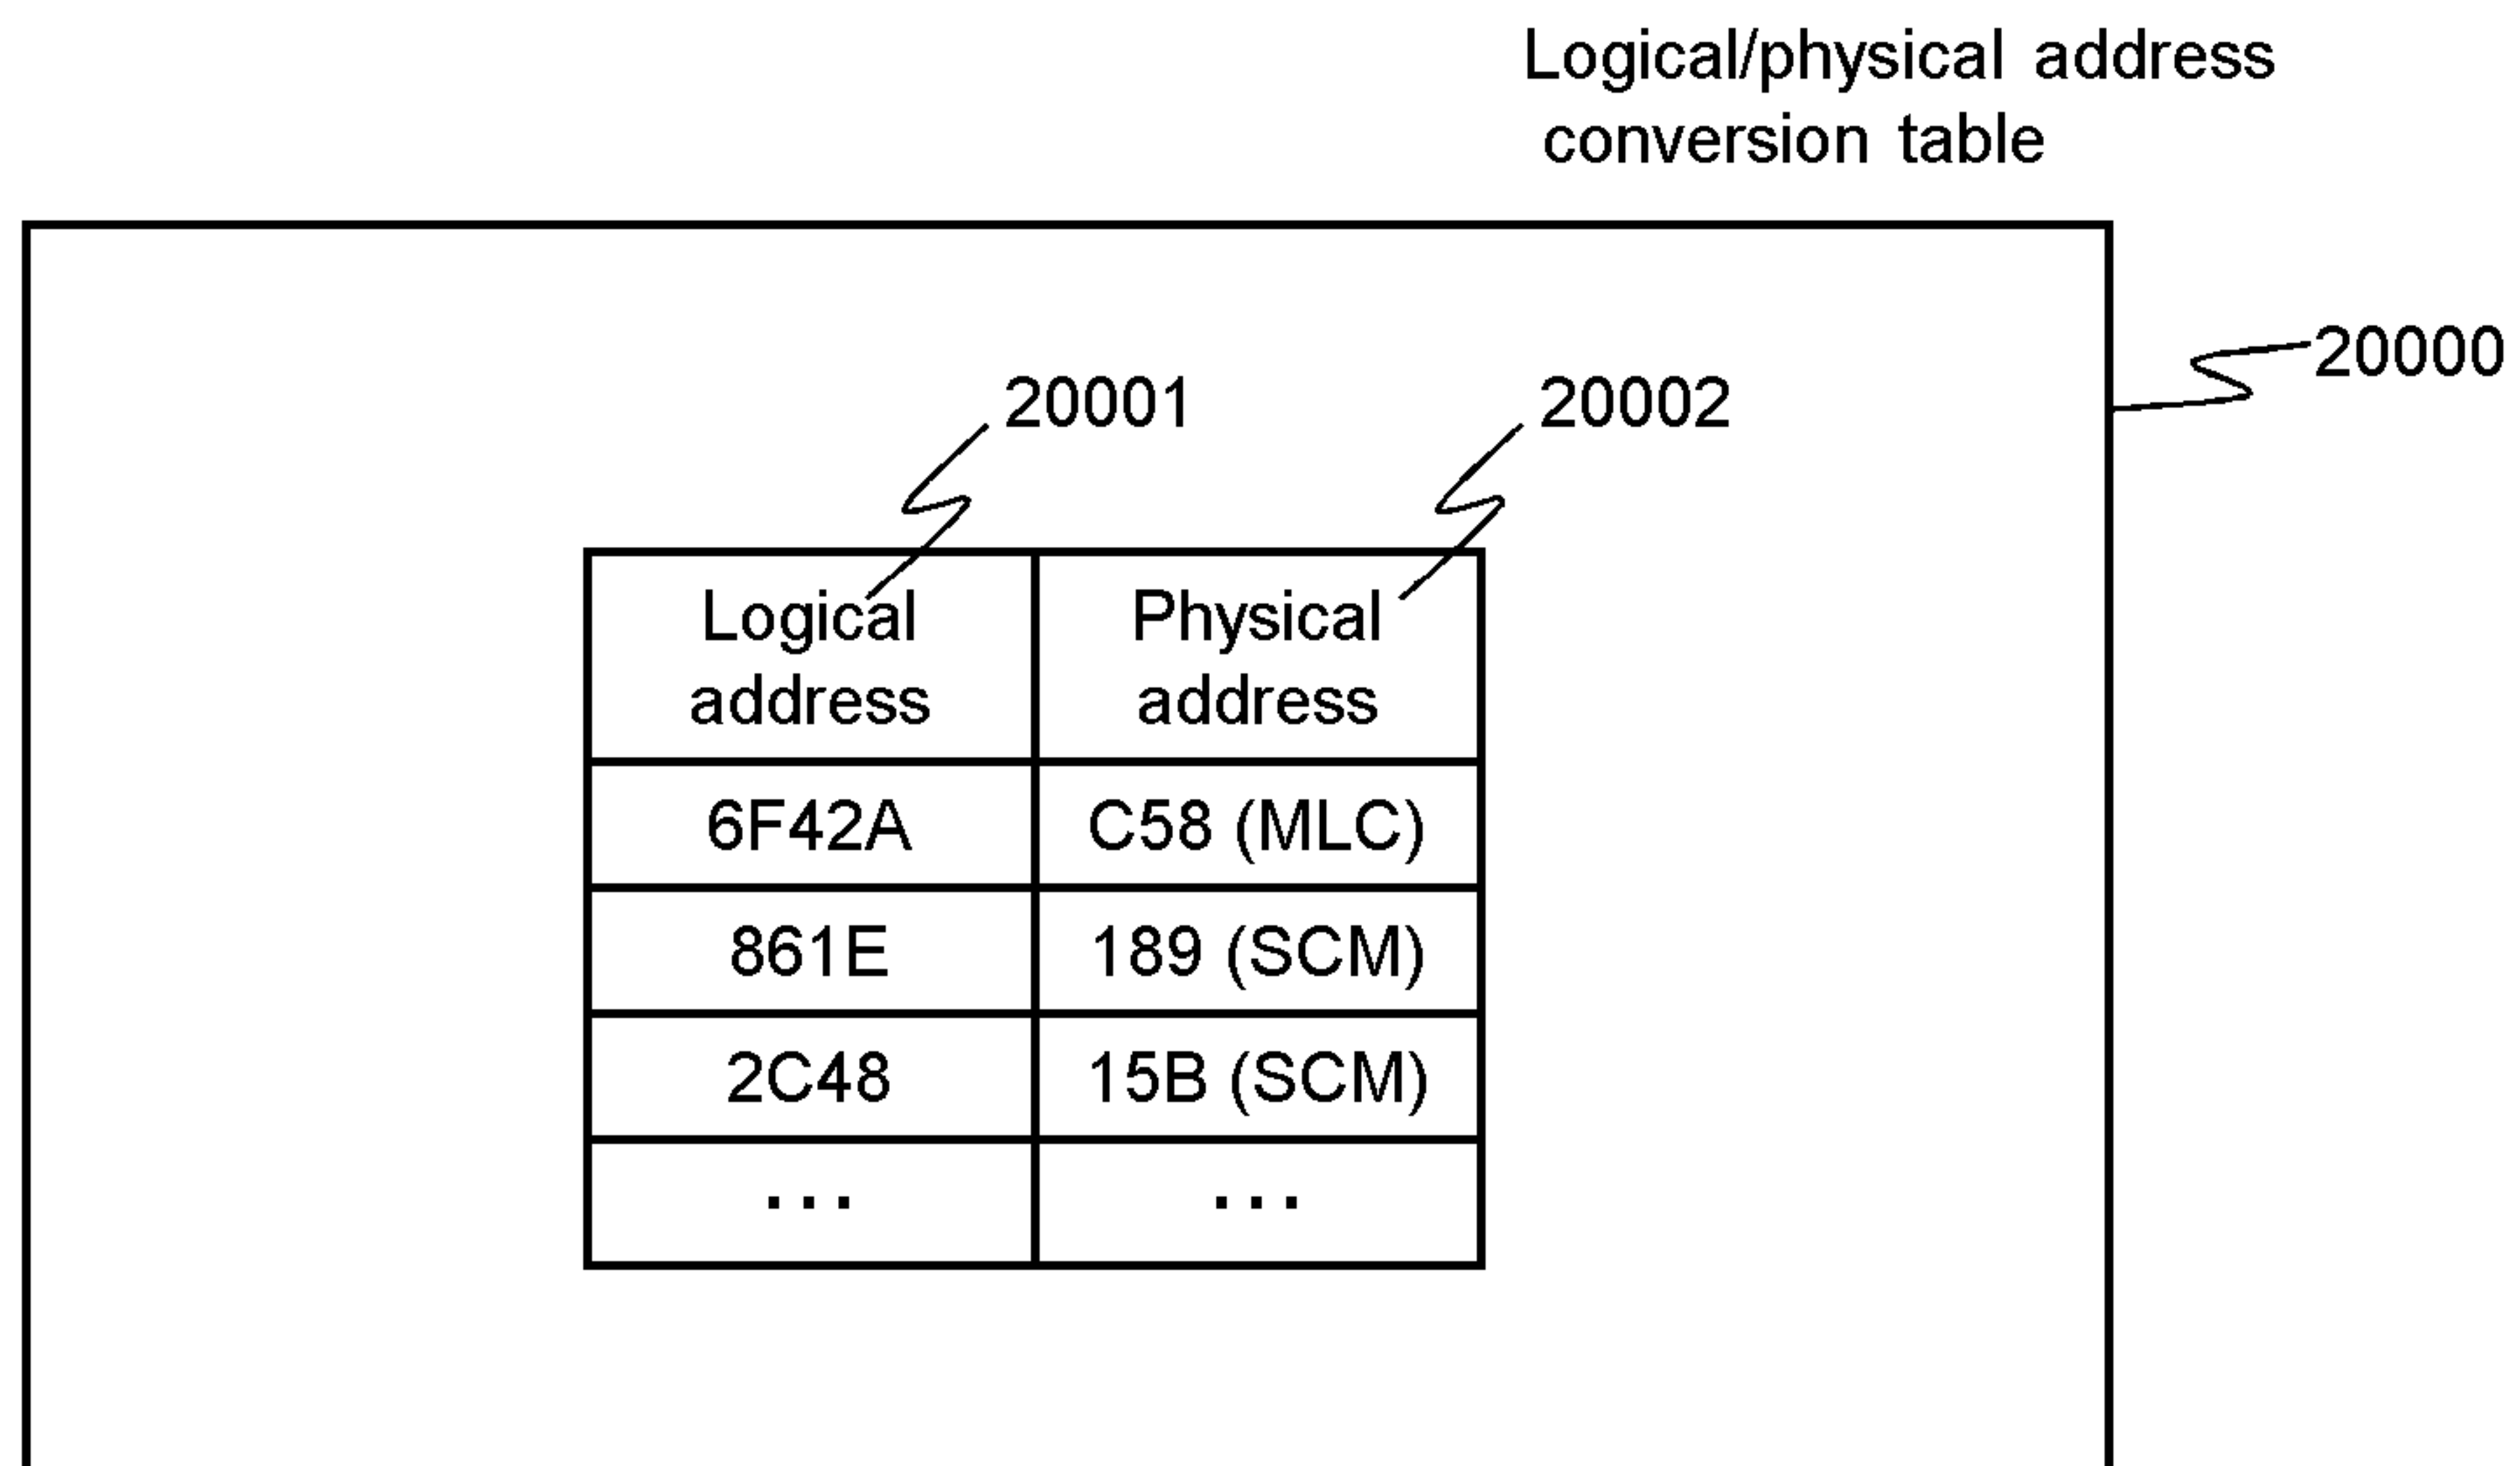 Logical/physical address
conversion table
20000
20001 20002
Logical address Physical address
6F42A C58 (MLC)
861E 189 (SCM)
2C48 15B (SCM)
... ...